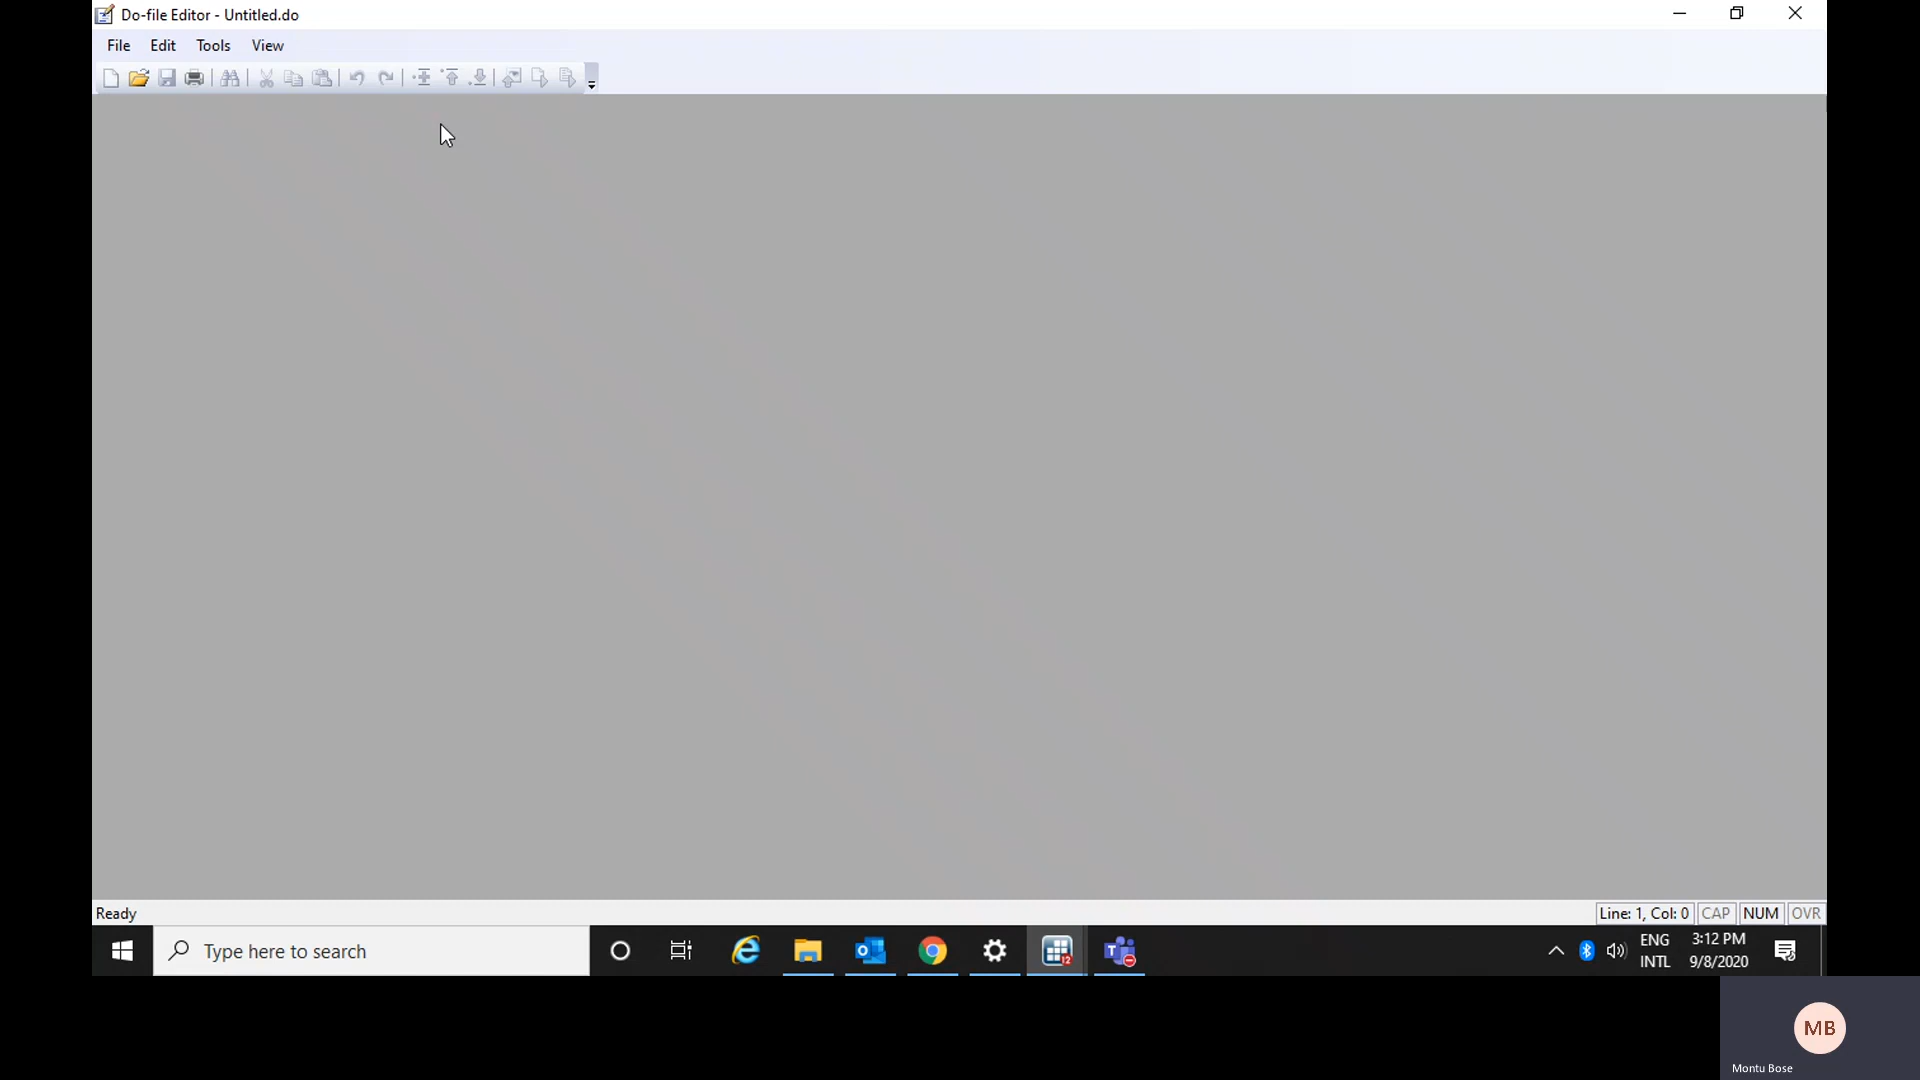 Do-file Editor - Untitled.do
File Edit Tools View
Ready
Line: 1, Col: 0 CAP NUM OVR
Type here to search
12
ENG
INTL
3:12 PM
9/8/2020
MB
Montu Bose